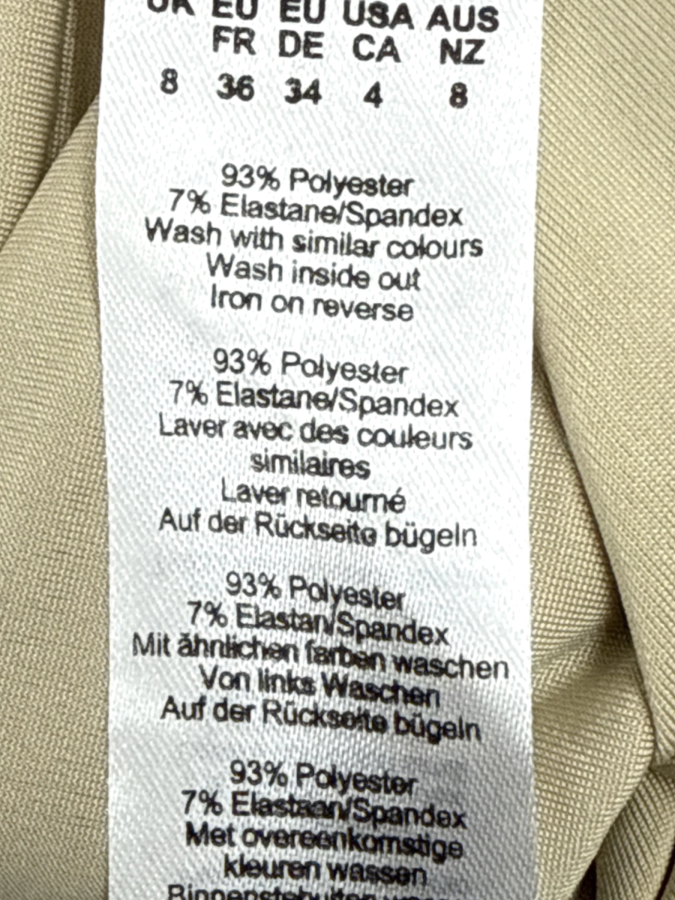 UK EU EU USA AUS
FR DE CA NZ
8 36 34 4 8
93% Polyester
7% Elastane/Spandex
Wash with similar colours
Wash inside out
Iron on reverse
93% Polyester
7% Elastane/Spandex
Laver avec des couleurs
similaires
Laver retourné
Auf der Rückseite bügeln
93% Polyester
7% Elastan/Spandex
Mit ähnlichen farben waschen
Von links Waschen
Auf der Rückseite bügeln
93% Polyester
7% Elastaan/Spandex
Met overeenkomstige
kleuren wassen
Binnenstebuiten